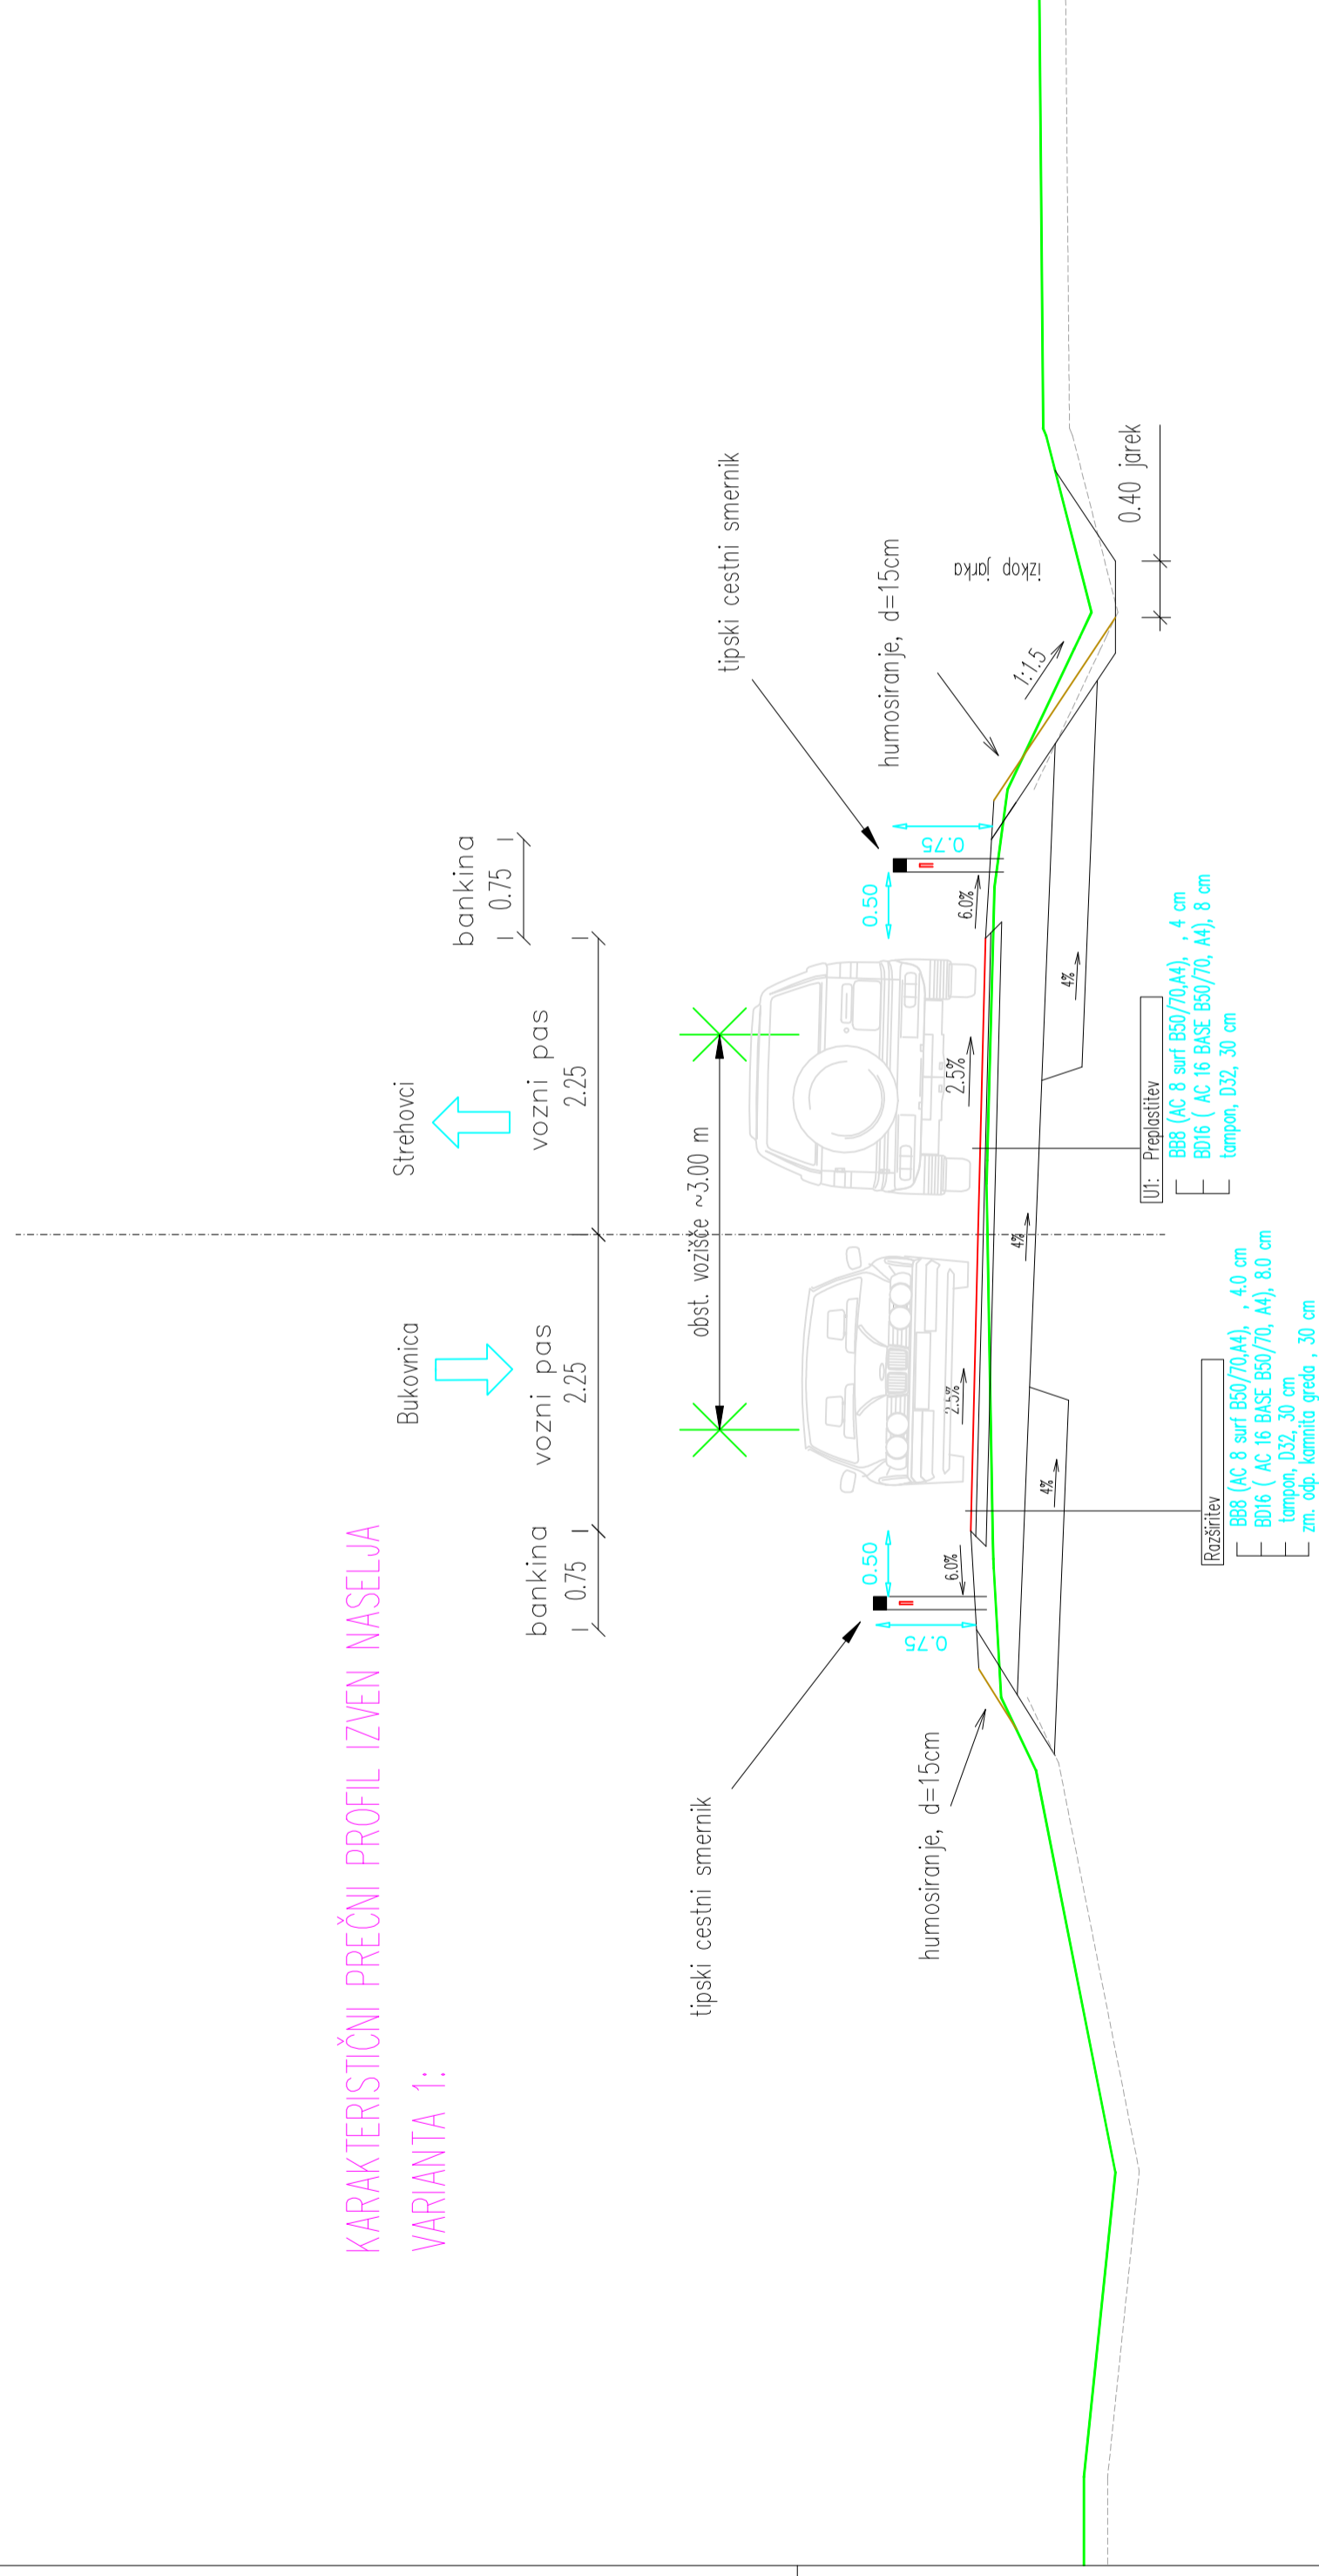 KARAKTERISTIČNI PREČNI PROFIL IZVEN NASELJA
VARIANTA 1:
Bukovnica
Strehovci
bankina
0.75
vozni pas
2.25
vozni pas
2.25
bankina
0.75
obst. vozišče ~3.00 m
tipski cestni smernik
tipski cestni smernik
0.50
0.75
0.50
0.75
humosiranje, d=15cm
humosiranje, d=15cm
izkop jarka
6.0%
2.5%
2.5%
6.0%
1:1.5
4%
4%
4%
0.40 jarek
U1: Preplastitev
BB8 (AC 8 surf B50/70,A4), , 4 cm
BD16 ( AC 16 BASE B50/70, A4), 8 cm
tampon, D32, 30 cm
Razširitev
BB8 (AC 8 surf B50/70,A4), , 4.0 cm
BD16 ( AC 16 BASE B50/70, A4), 8.0 cm
tampon, D32, 30 cm
zm. odp. kamnita greda , 30 cm